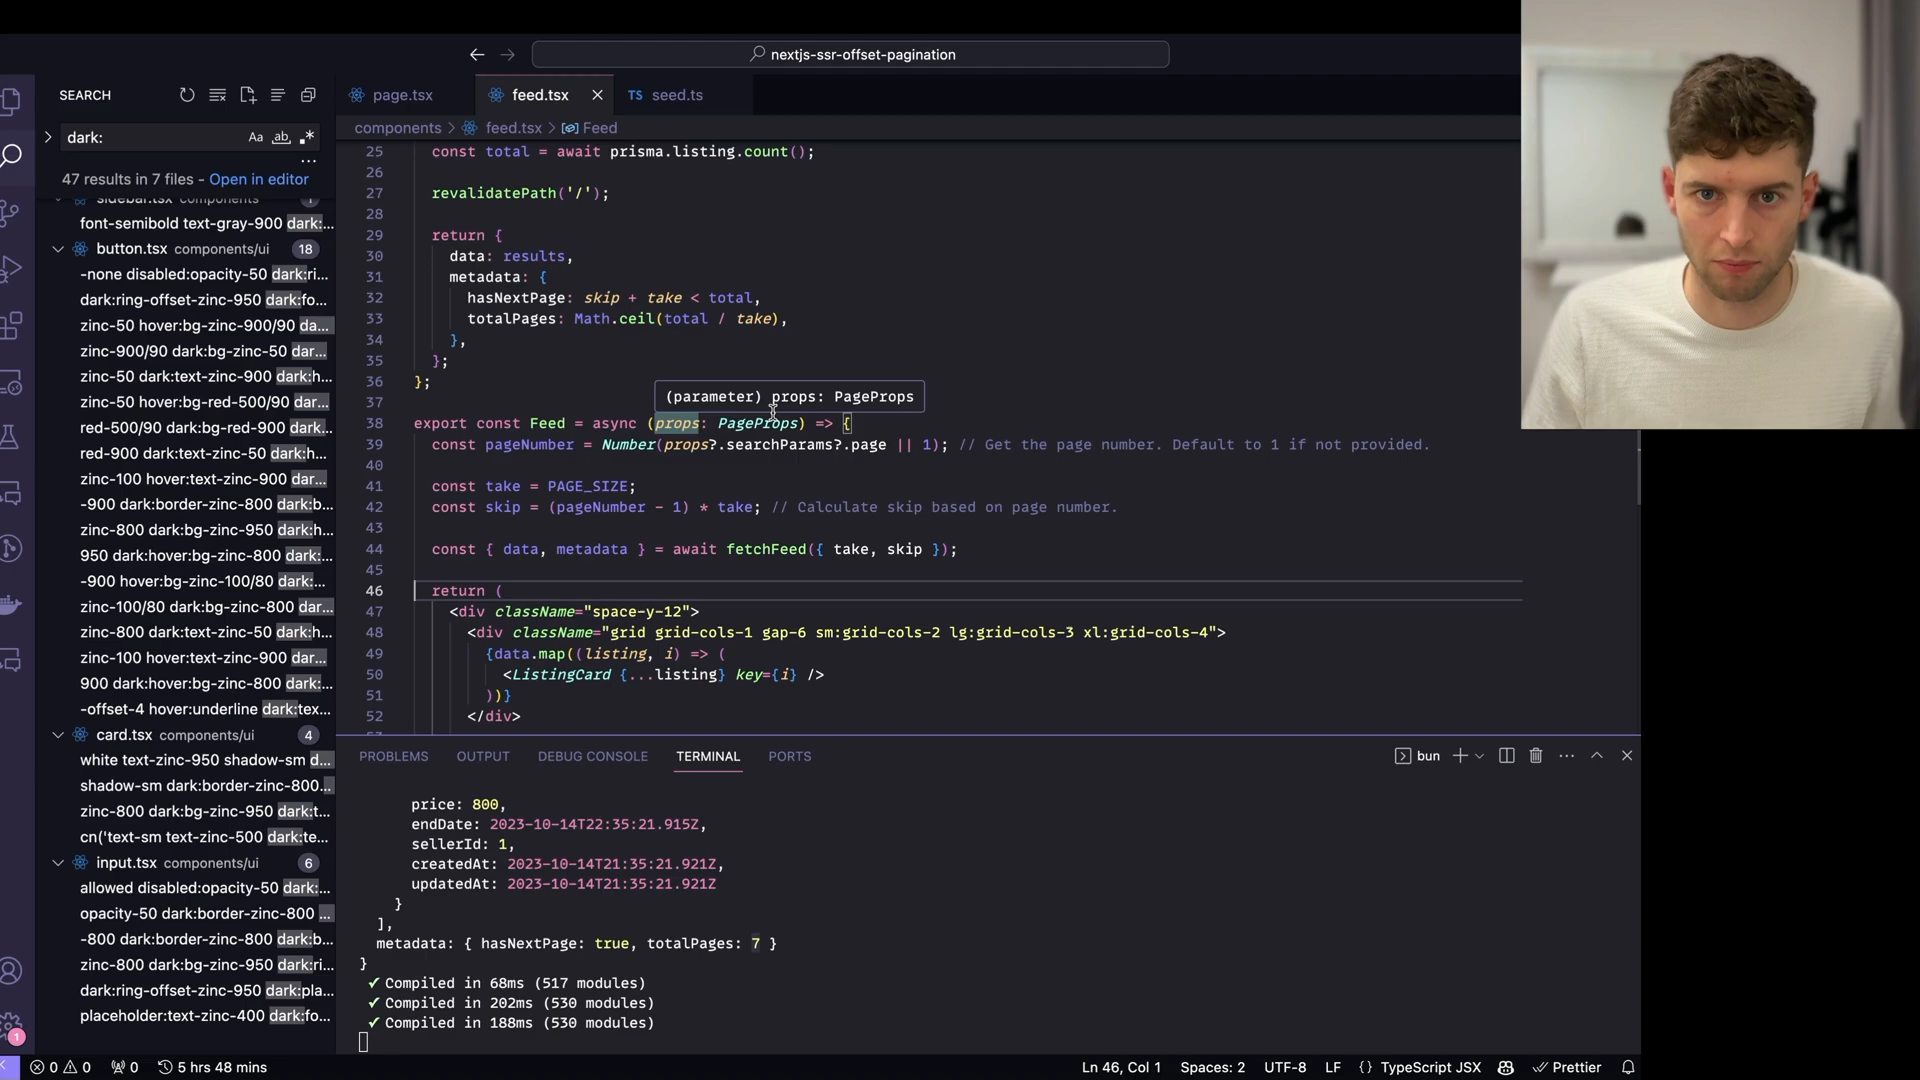 nextjs-ssr-offset-pagination
SEARCH
page.tsx
feed.tsx
TS seed.ts
dark:
Aa
ab
components > feed.tsx > Feed
47 results in 7 files - Open in editor
sidebar.tsx components
font-semibold text-gray-900 dark:...
button.tsx components/ui 18
-none disabled:opacity-50 dark:ri...
dark:ring-offset-zinc-950 dark:fo...
zinc-50 hover:bg-zinc-900/90 da...
zinc-900/90 dark:bg-zinc-50 dar...
zinc-50 dark:text-zinc-900 dark:h...
zinc-50 hover:bg-red-500/90 dar...
red-500/90 dark:bg-red-900 dark:...
red-900 dark:text-zinc-50 dark:h...
zinc-100 hover:text-zinc-900 dar...
-900 dark:border-zinc-800 dark:b...
zinc-800 dark:bg-zinc-950 dark:h...
950 dark:hover:bg-zinc-800 dark:...
-900 hover:bg-zinc-100/80 dark:...
zinc-100/80 dark:bg-zinc-800 dar...
zinc-800 dark:text-zinc-50 dark:h...
zinc-100 hover:text-zinc-900 dar...
900 dark:hover:bg-zinc-800 dark:...
-offset-4 hover:underline dark:tex...
card.tsx components/ui 4
white text-zinc-950 shadow-sm d...
shadow-sm dark:border-zinc-800...
zinc-800 dark:bg-zinc-950 dark:t...
cn('text-sm text-zinc-500 dark:te...
input.tsx components/ui 6
allowed disabled:opacity-50 dark:...
opacity-50 dark:border-zinc-800 ...
-800 dark:border-zinc-800 dark:b...
zinc-800 dark:bg-zinc-950 dark:ri...
dark:ring-offset-zinc-950 dark:pla...
placeholder:text-zinc-400 dark:fo...
25 const total = await prisma.listing.count();
26
27 revalidatePath('/');
28
29 return {
30 data: results,
31 metadata: {
32 hasNextPage: skip + take < total,
33 totalPages: Math.ceil(total / take),
34 },
35 };
36 };
37
(parameter) props: PageProps
38 export const Feed = async (props: PageProps) => {
39 const pageNumber = Number(props?.searchParams?.page || 1); // Get the page number. Default to 1 if not provided.
40
41 const take = PAGE_SIZE;
42 const skip = (pageNumber - 1) * take; // Calculate skip based on page number.
43
44 const { data, metadata } = await fetchFeed({ take, skip });
45
46 return (
47 <div className="space-y-12">
48 <div className="grid grid-cols-1 gap-6 sm:grid-cols-2 lg:grid-cols-3 xl:grid-cols-4">
49 {data.map((listing, i) => (
50 <ListingCard {...listing} key={i} />
51 ))}
52 </div>
PROBLEMS OUTPUT DEBUG CONSOLE TERMINAL PORTS
bun
price: 800,
endDate: 2023-10-14T22:35:21.915Z,
sellerId: 1,
createdAt: 2023-10-14T21:35:21.921Z,
updatedAt: 2023-10-14T21:35:21.921Z
}
],
metadata: { hasNextPage: true, totalPages: 7 }
}
✓ Compiled in 68ms (517 modules)
✓ Compiled in 202ms (530 modules)
✓ Compiled in 188ms (530 modules)
1
0 0 0 5 hrs 48 mins
Ln 46, Col 1 Spaces: 2 UTF-8 LF {} TypeScript JSX Prettier